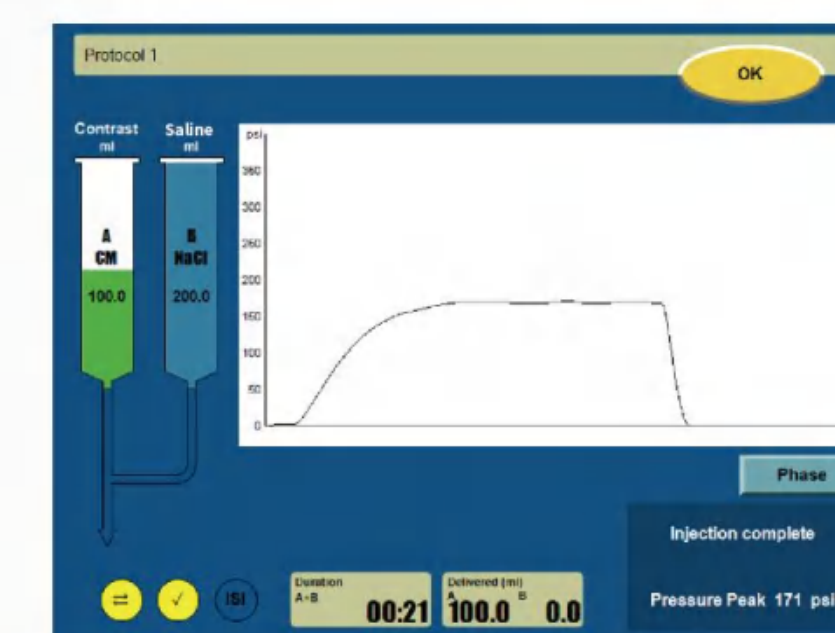 Protocol 1
OK
Contrast
ml
Saline
ml
A
CM
100.0
B
NaCl
200.0
psi
350
300
250
200
150
100
50
0
Phase
Injection complete
Duration
A+B
00:21
Delivered (ml)
A 100.0 B 0.0
Pressure Peak 171 psi
ISI